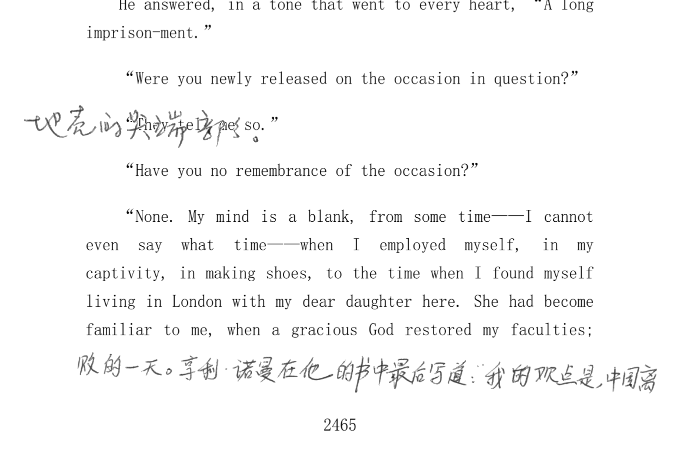 He answered, in a tone that went to every heart, “A long
imprison-ment.”
“Were you newly released on the occasion in question?”
“They tell me so.”
地壳的尖端部分。
“Have you no remembrance of the occasion?”
“None. My mind is a blank, from some time——I cannot
even say what time——when I employed myself, in my
captivity, in making shoes, to the time when I found myself
living in London with my dear daughter here. She had become
familiar to me, when a gracious God restored my faculties;
败的一天。享利·诺曼在他的书中最后写道：“我的观点是，中国离
2465